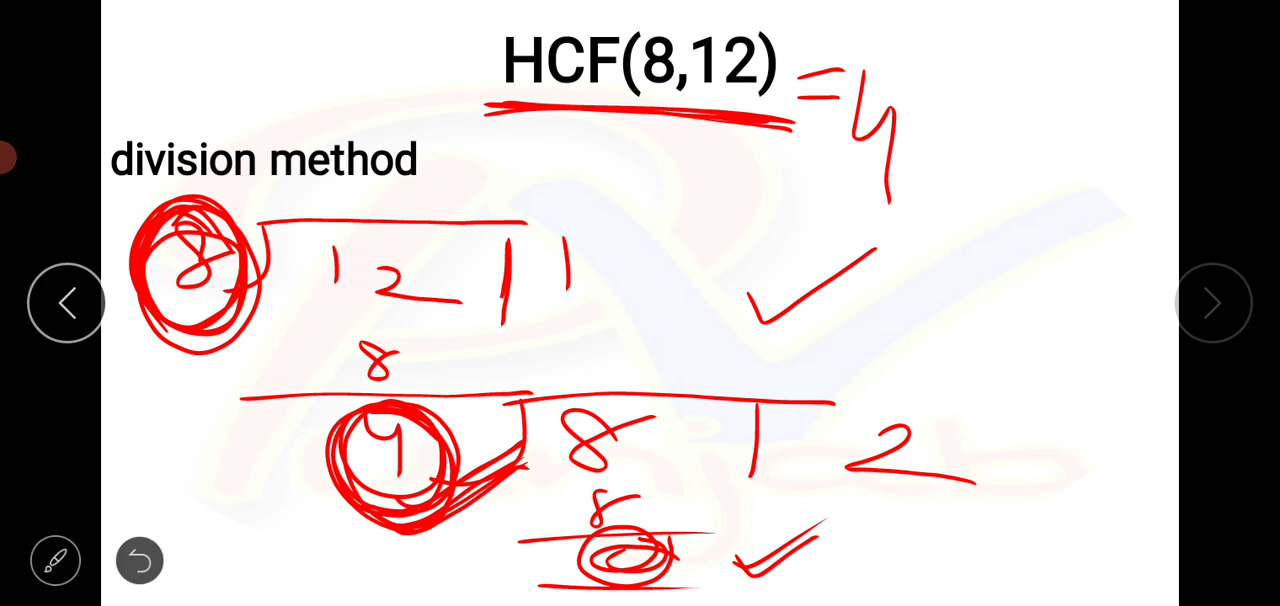 HCF(8,12) = 4
division method
8 12 1
8
4 8 2
8
0